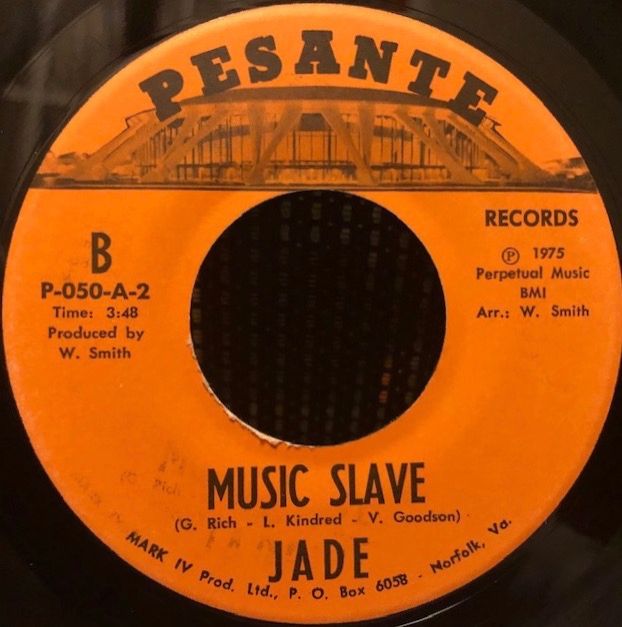 PESANTE
RECORDS
B
P-050-A-2
Time: 3:48
Produced by
W. Smith
℗ 1975
Perpetual Music
BMI
Arr.: W. Smith
MUSIC SLAVE
(G. Rich - L. Kindred - V. Goodson)
JADE
MARK IV Prod. Ltd., P. O. Box 6058 - Norfolk, Va.